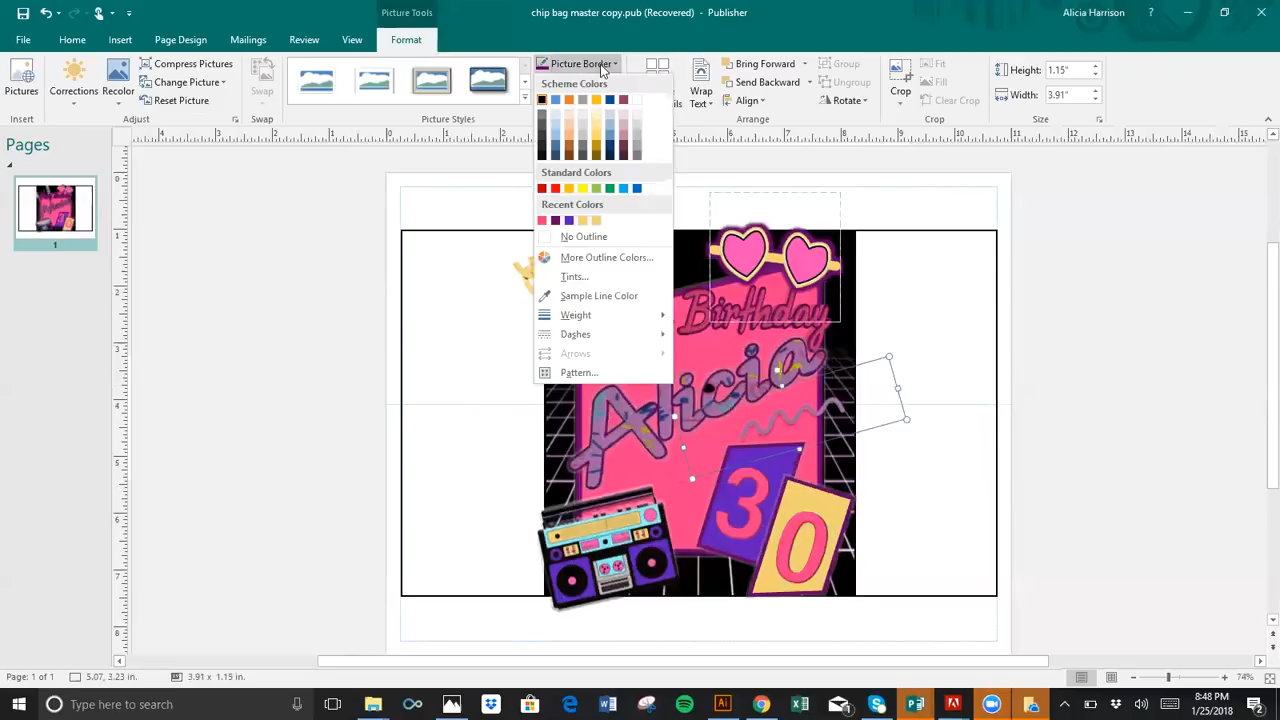 chip bag master copy.pub (Recovered) - Publisher
Picture Tools
Alicia Harrison
?
File Home Insert Page Design Mailings Review View Format
Pictures
Insert
Corrections
Recolor
Compress Pictures
Change Picture
Reset Picture
Adjust
Swap
Swap
Picture Styles
Picture Border
Wrap Text
Bring Forward
Send Backward
Align
Group
Ungroup
Rotate
Arrange
Crop
Fit
Fill
Clear Crop
Crop
Height: 1.15"
Width: 3.91"
Size
Scheme Colors
Standard Colors
Recent Colors
No Outline
More Outline Colors...
Tints...
Sample Line Color
Weight
Dashes
Arrows
Pattern...
Pages
1
Birthday
Alicia
30
Page: 1 of 1
5.07, 3.23 in.
3.91 x 1.15 in.
74%
Type here to search
8:48 PM
1/25/2018